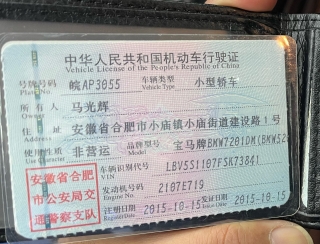 中华人民共和国机动车行驶证
Vehicle License of the People's Republic of China
号牌号码 皖AP3055 车辆类型 小型轿车
Plate No. Vehicle Type
所有人 马光辉
Owner
住址 安徽省合肥市小庙镇小庙街道建设路1号
Address
使用性质 非营运 品牌型号 宝马牌BMW7201DM(BMW52
Use Character Model
安徽省合肥 车辆识别代号 LBV5S1107FSK73841
VIN
市公安局交 发动机号码 2107E719
Engine No.
通警察支队 注册日期 2015-10-15 发证日期 2015-10-15
Register Date Issue Date